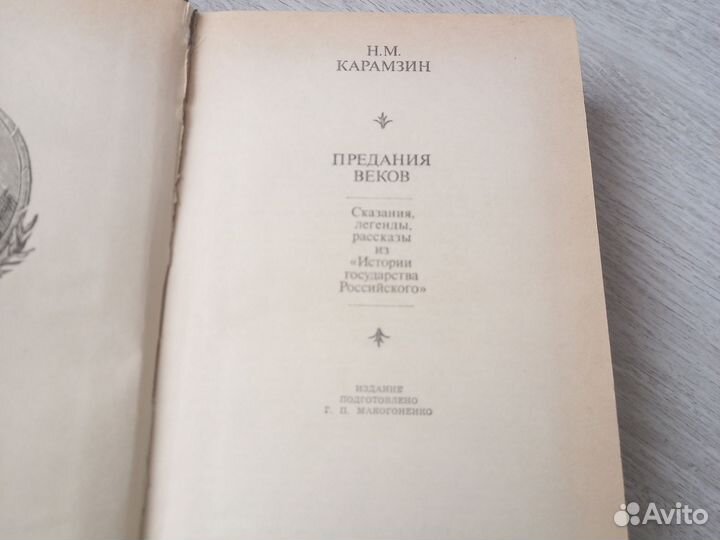 Н.М.
КАРАМЗИН
ПРЕДАНИЯ
ВЕКОВ
Сказания,
легенды,
рассказы
из
«Истории
государства
Российского»
ИЗДАНИЕ
ПОДГОТОВЛЕНО
Г. П. МАКОГОНЕНКО
Avito